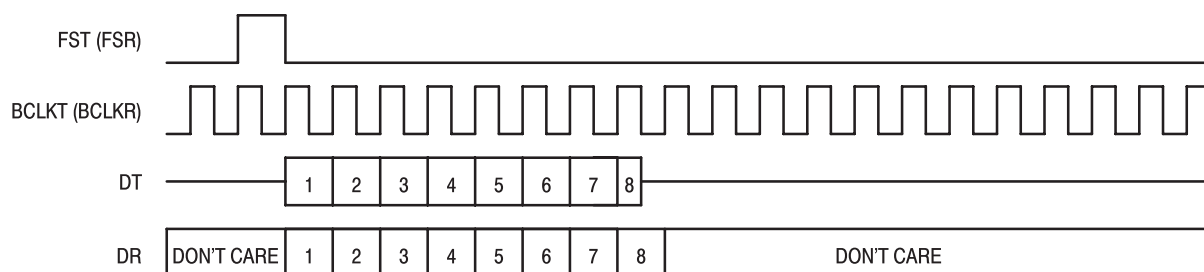 FST (FSR)
BCLKT (BCLKR)
DT 1 2 3 4 5 6 7 8
DR DON'T CARE 1 2 3 4 5 6 7 8 DON'T CARE